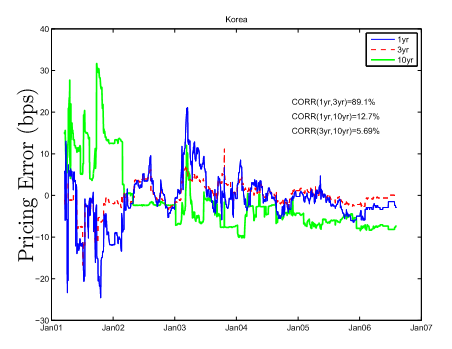 Korea
40
30
20
10
0
−10
−20
−30
Pricing Error (bps)
1yr
3yr
10yr
CORR(1yr,3yr)=89.1%
CORR(1yr,10yr)=12.7%
CORR(3yr,10yr)=5.69%
Jan01 Jan02 Jan03 Jan04 Jan05 Jan06 Jan07